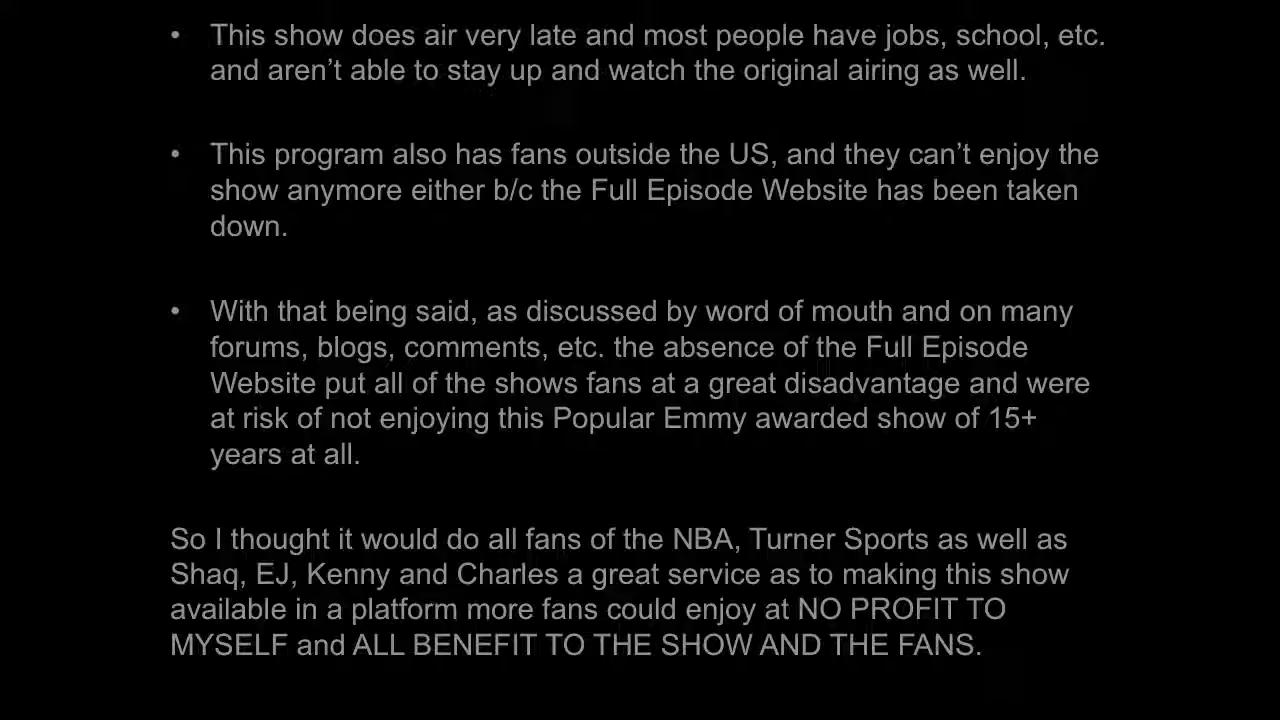 • This show does air very late and most people have jobs, school, etc.
and aren’t able to stay up and watch the original airing as well.
• This program also has fans outside the US, and they can’t enjoy the
show anymore either b/c the Full Episode Website has been taken
down.
• With that being said, as discussed by word of mouth and on many
forums, blogs, comments, etc. the absence of the Full Episode
Website put all of the shows fans at a great disadvantage and were
at risk of not enjoying this Popular Emmy awarded show of 15+
years at all.
So I thought it would do all fans of the NBA, Turner Sports as well as
Shaq, EJ, Kenny and Charles a great service as to making this show
available in a platform more fans could enjoy at NO PROFIT TO
MYSELF and ALL BENEFIT TO THE SHOW AND THE FANS.